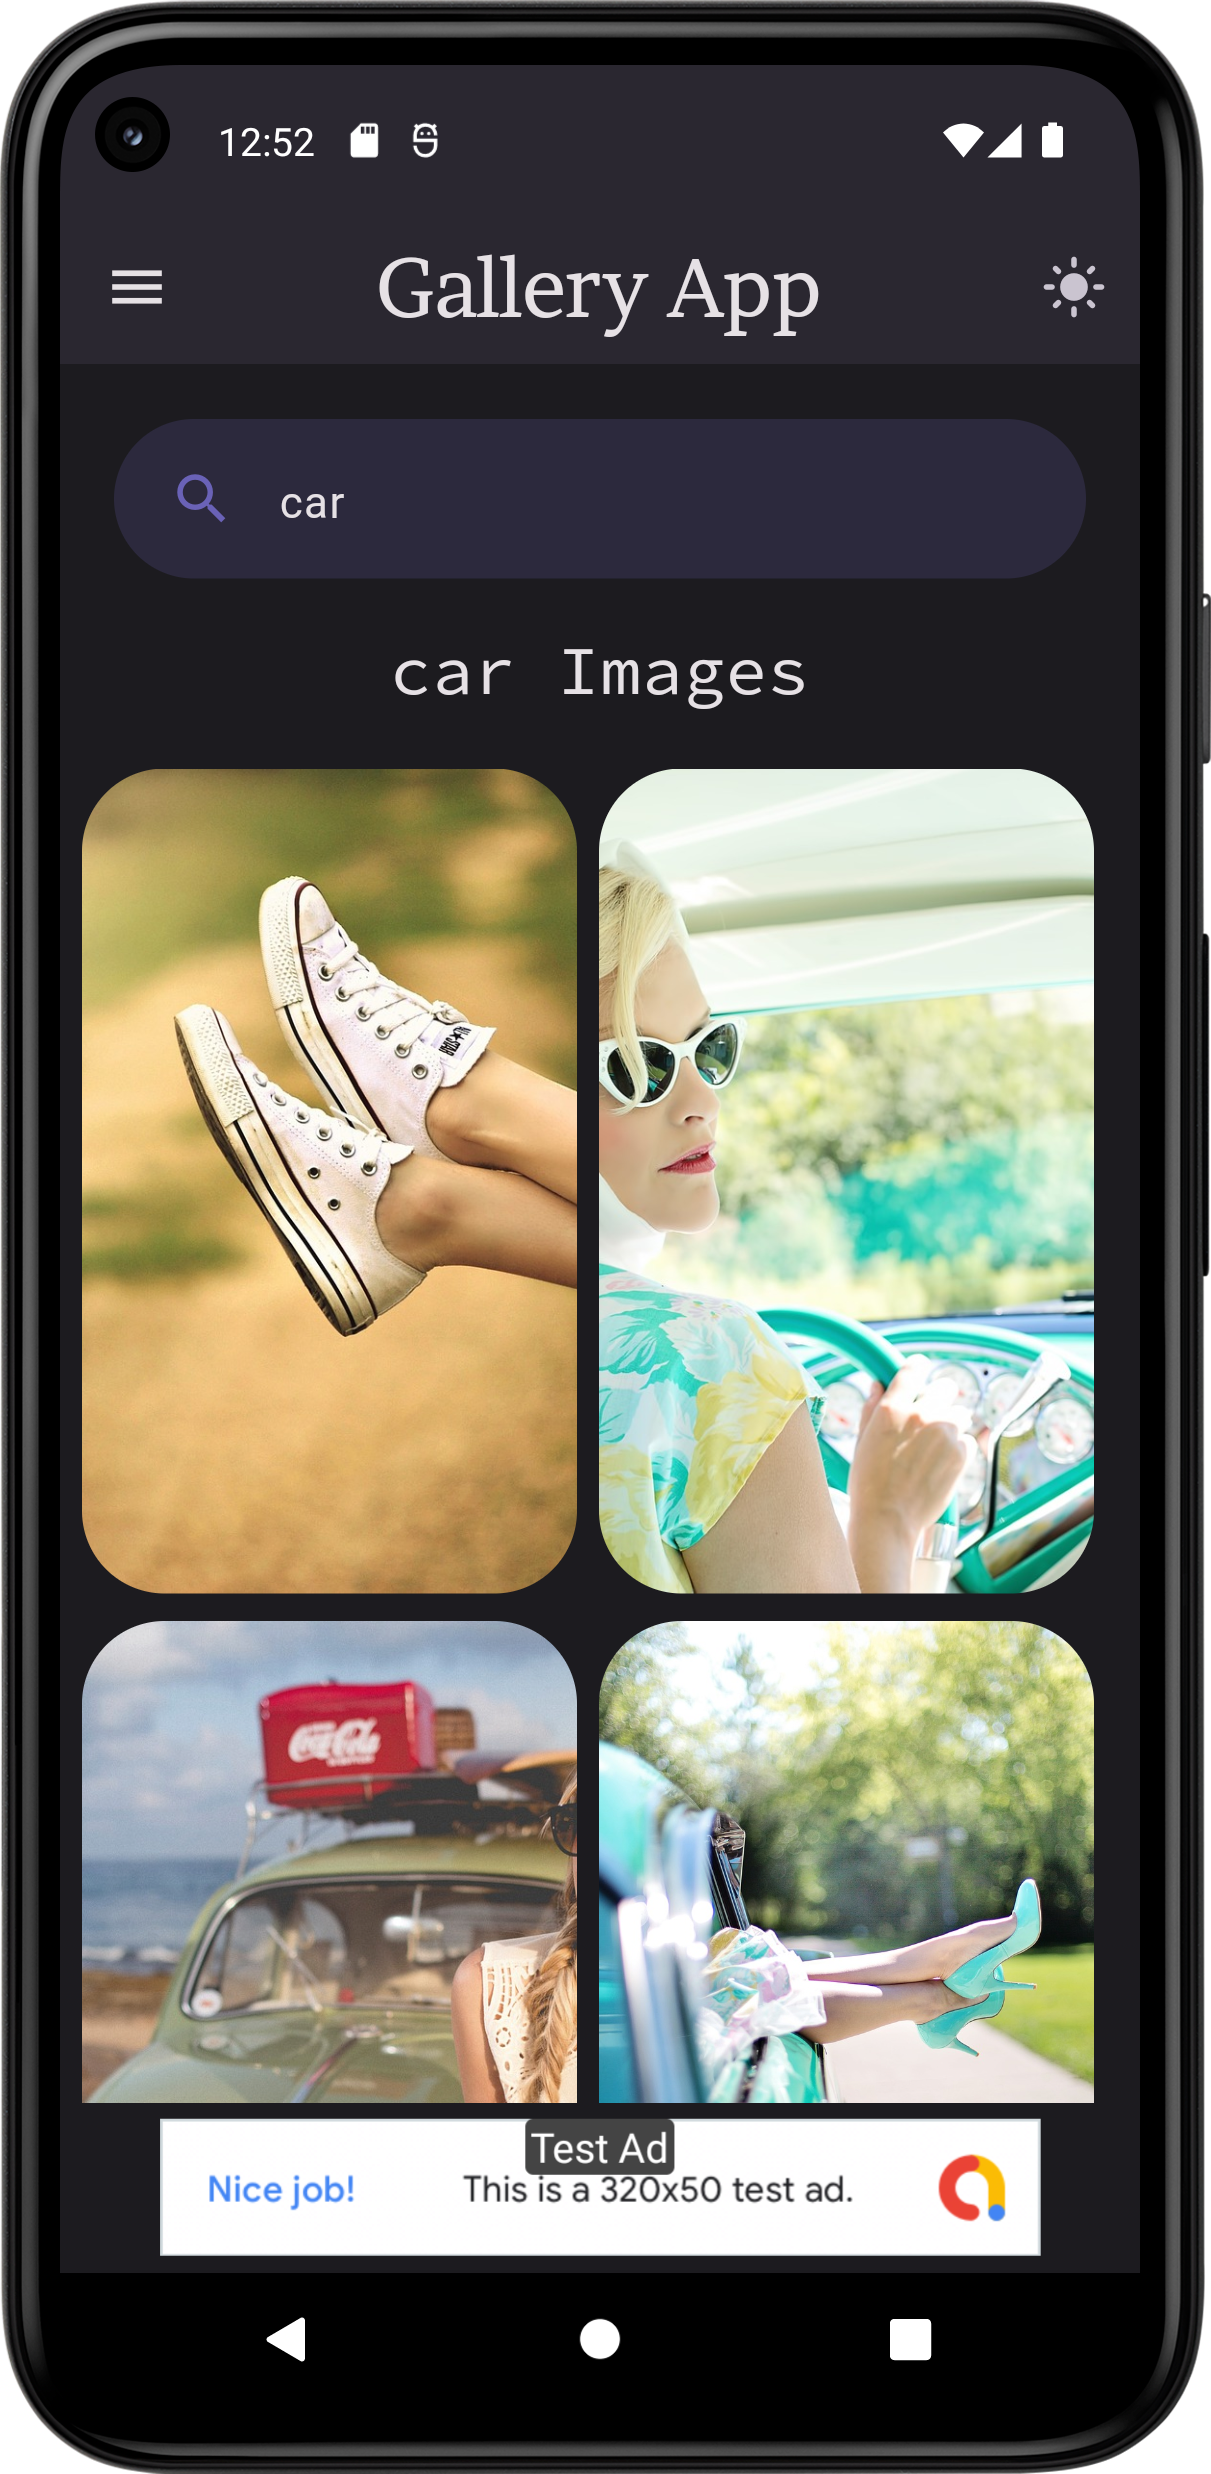 12:52
Gallery App
car
car Images
Coca-Cola
Test Ad
Nice job!
This is a 320x50 test ad.